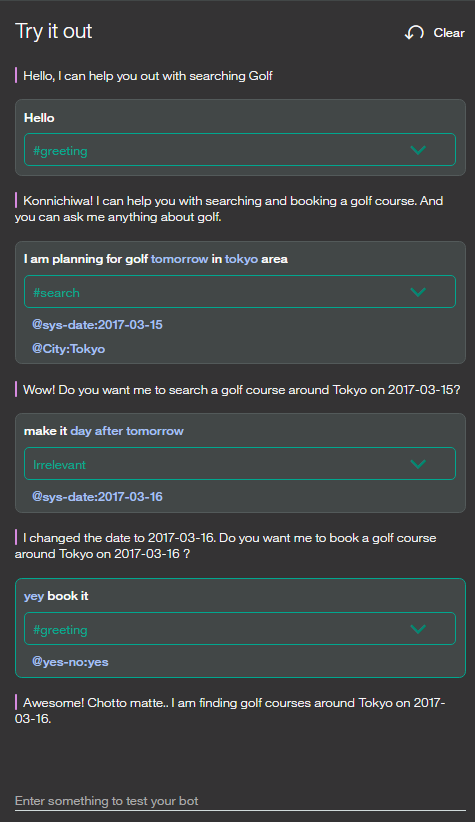 Try it out
Clear
Hello, I can help you out with searching Golf
Hello
#greeting
Konnichiwa! I can help you with searching and booking a golf course. And
you can ask me anything about golf.
I am planning for golf tomorrow in tokyo area
#search
@sys-date:2017-03-15
@City:Tokyo
Wow! Do you want me to search a golf course around Tokyo on 2017-03-15?
make it day after tomorrow
Irrelevant
@sys-date:2017-03-16
I changed the date to 2017-03-16. Do you want me to book a golf course
around Tokyo on 2017-03-16 ?
yey book it
#greeting
@yes-no:yes
Awesome! Chotto matte.. I am finding golf courses around Tokyo on 2017-
03-16.
Enter something to test your bot